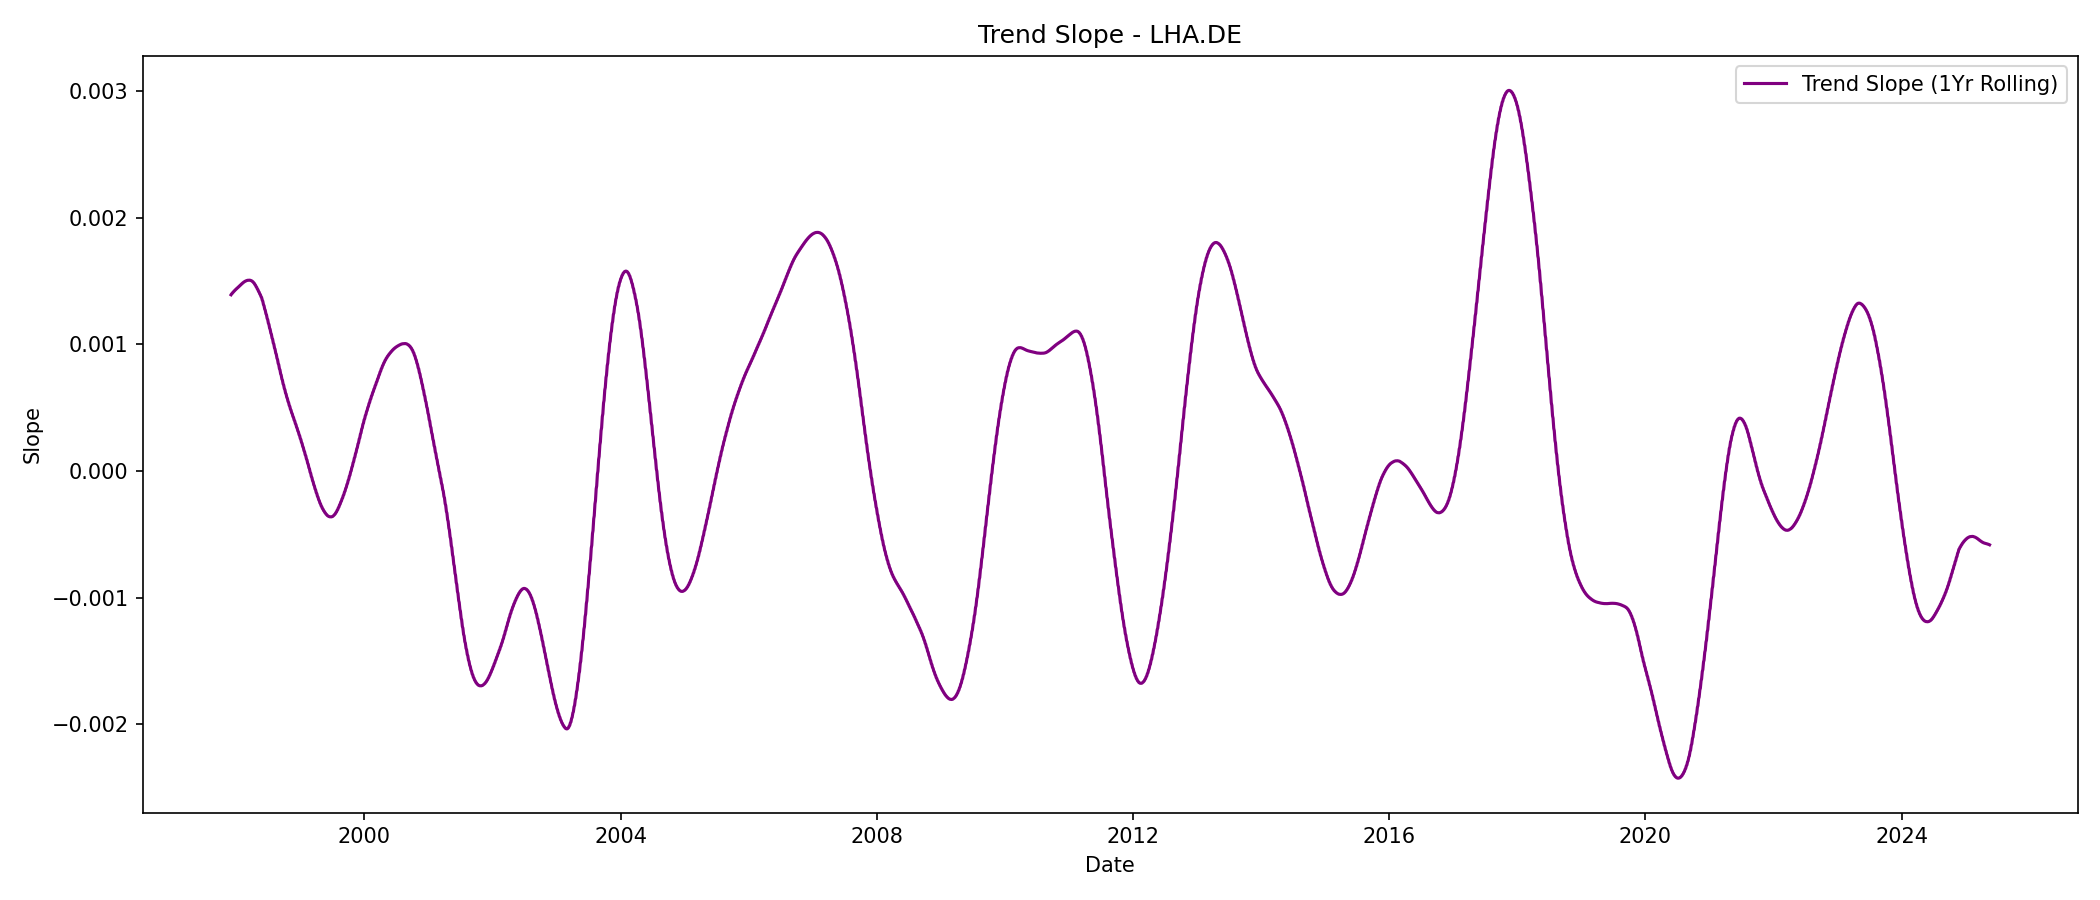 Trend Slope - LHA.DE
Trend Slope (1Yr Rolling)
0.003
0.002
0.001
0.000
−0.001
−0.002
Slope
2000 2004 2008 2012 2016 2020 2024
Date